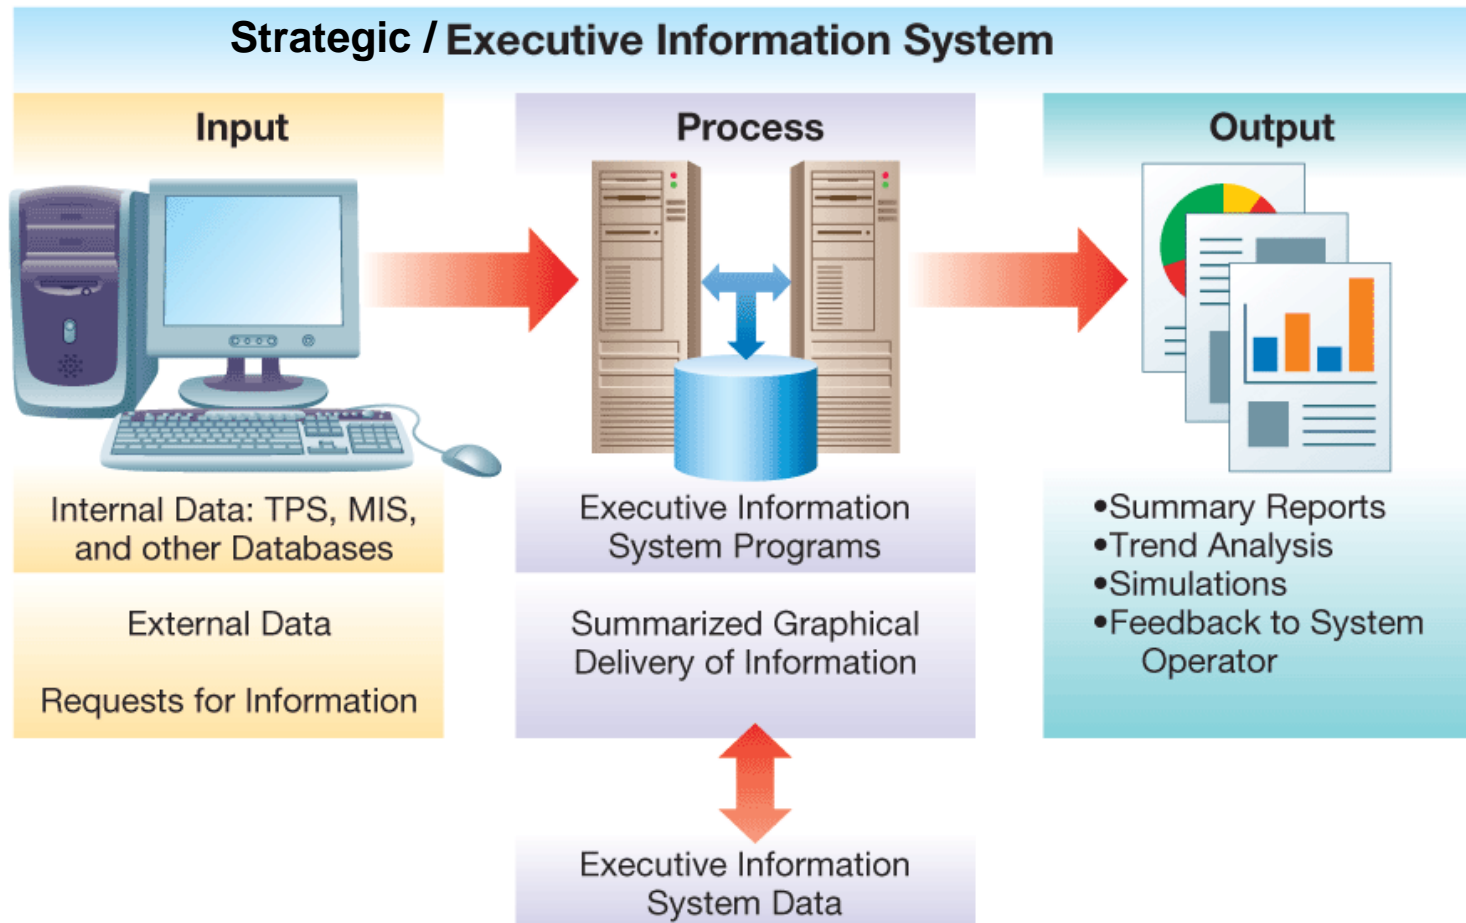 Strategic / Executive Information System
Input
Internal Data: TPS, MIS,
and other Databases
External Data
Requests for Information
Process
Executive Information
System Programs
Summarized Graphical
Delivery of Information
Executive Information
System Data
Output
•Summary Reports
•Trend Analysis
•Simulations
•Feedback to System
Operator